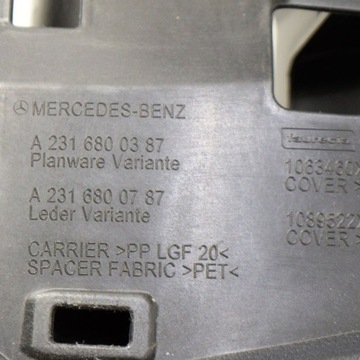 MERCEDES-BENZ
A 231 680 03 87
Planware Variante
A 231 680 07 87
Leder Variante
CARRIER >PP LGF 20<
SPACER FABRIC >PET<
faurecia
COVER
COVER